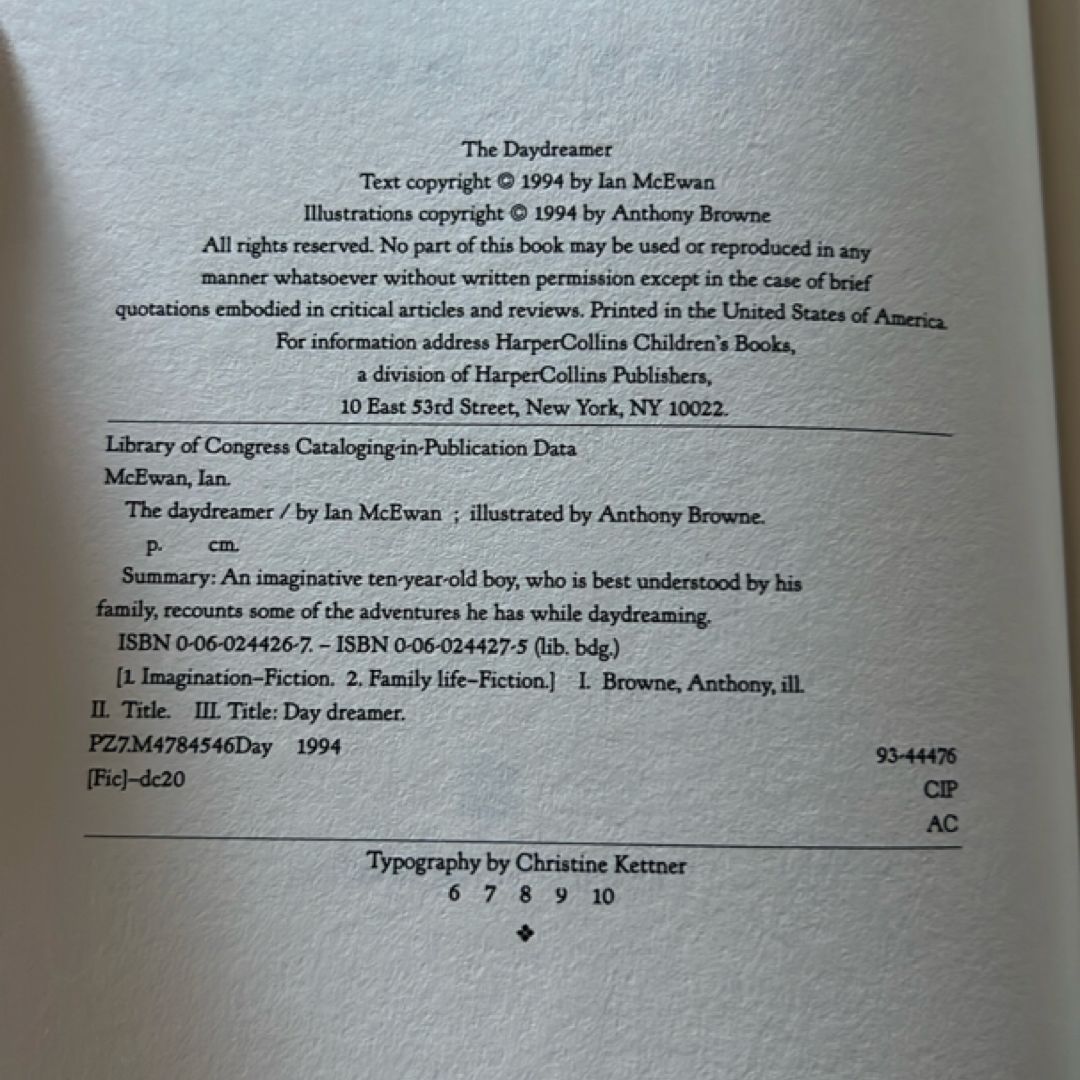 The Daydreamer
Text copyright © 1994 by Ian McEwan
Illustrations copyright © 1994 by Anthony Browne
All rights reserved. No part of this book may be used or reproduced in any
manner whatsoever without written permission except in the case of brief
quotations embodied in critical articles and reviews. Printed in the United States of America.
For information address HarperCollins Children's Books,
a division of HarperCollins Publishers,
10 East 53rd Street, New York, NY 10022.
Library of Congress Cataloging-in-Publication Data
McEwan, Ian.
The daydreamer / by Ian McEwan ; illustrated by Anthony Browne.
p. cm.
Summary: An imaginative ten-year-old boy, who is best understood by his
family, recounts some of the adventures he has while daydreaming.
ISBN 0-06-024426-7. – ISBN 0-06-024427-5 (lib. bdg.)
[1. Imagination–Fiction. 2. Family life–Fiction.] I. Browne, Anthony, ill.
II. Title. III. Title: Day dreamer.
PZ7.M4784546Day 1994 93-44476
[Fic]–dc20 CIP
AC
Typography by Christine Kettner
6 7 8 9 10